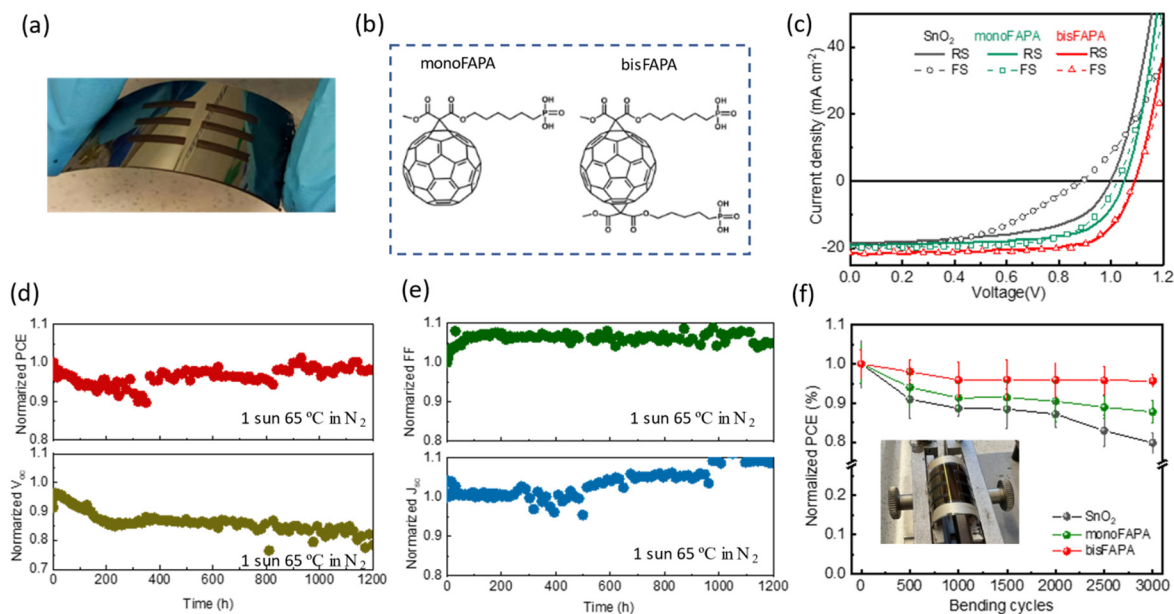 (a)
(b)
monoFAPA
bisFAPA
O
O
O
O
OH
P=O
OH
O
O
O
O
OH
P=O
OH
O
O
O
O
OH
P=O
OH
(c)
SnO2 monoFAPA bisFAPA
RS RS RS
FS FS FS
Current density (mA cm-2)
40
20
0
-20
0.0 0.2 0.4 0.6 0.8 1.0 1.2
Voltage(V)
(d)
Normalized PCE
1.1
1.0
0.9
0.8
1 sun 65 ºC in N2
Normalized Voc
1.1
1.0
0.9
0.8
0.7
1 sun 65 ºC in N2
0 200 400 600 800 1000 1200
Time (h)
(e)
Normalized FF
1.1
1.0
0.9
0.8
1 sun 65 ºC in N2
Normalized Jsc
1.1
1.0
0.9
0.8
1 sun 65 ºC in N2
0 200 400 600 800 1000 1200
Time (h)
(f)
Normalized PCE (%)
1.1
1.0
0.9
0.8
0.2
0.1
0.0
SnO2
monoFAPA
bisFAPA
0 500 1000 1500 2000 2500 3000
Bending cycles